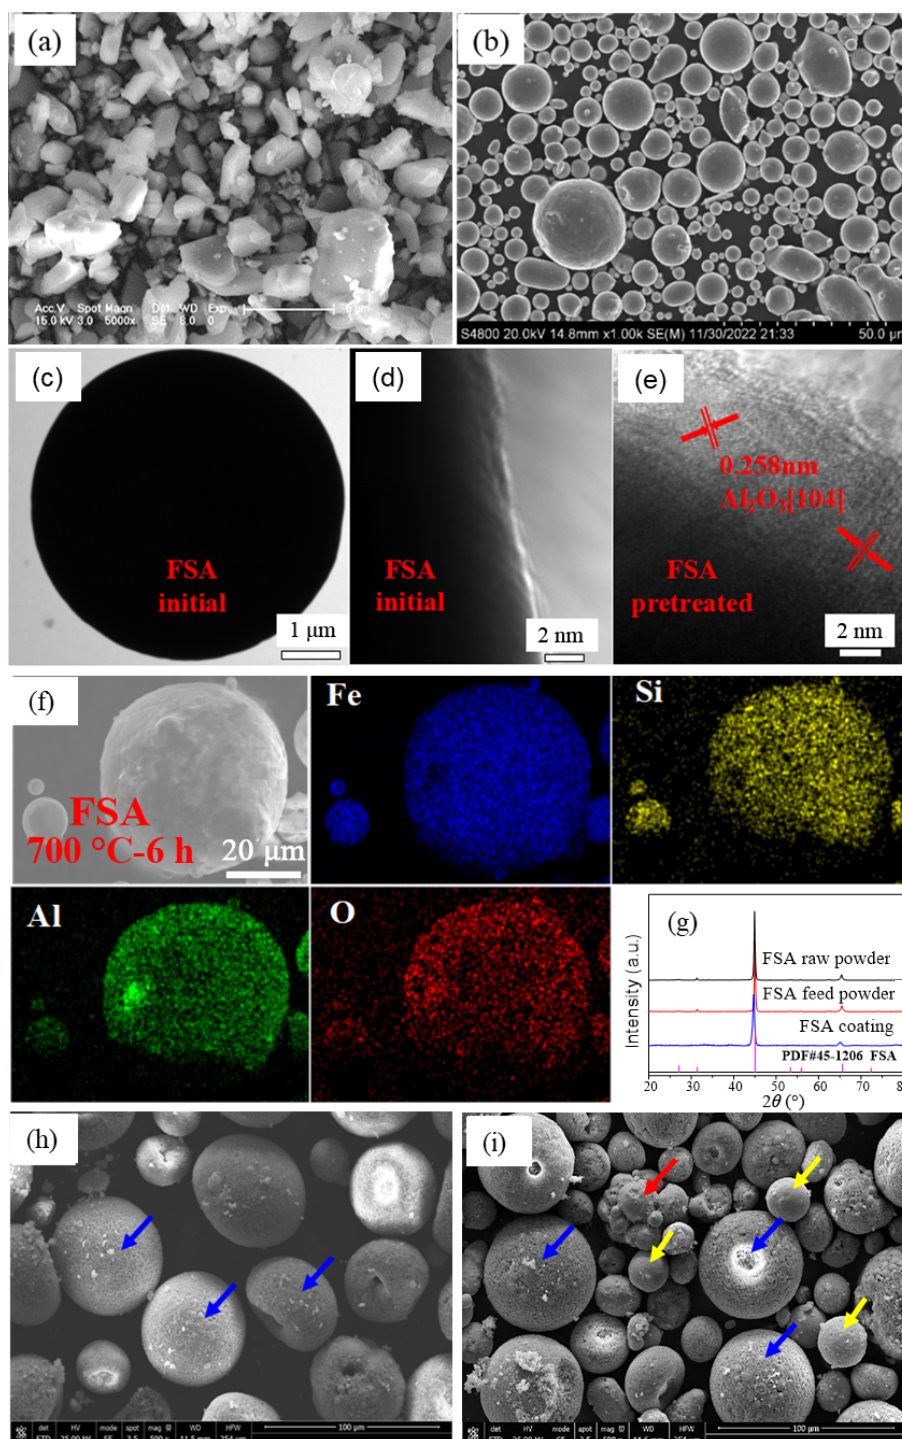 (a)
Acc.V Spot Magn Det WD Exp
15.0 kV 3.0 5000x SE 8.0 0
(b)
S4800 20.0kV 14.8mm x1.00k SE(M) 11/30/2022 21:33 50.0 μm
(c)
FSA
initial
1 μm
(d)
FSA
initial
2 nm
(e)
0.258nm
Al₂O₃[104]
FSA
pretreated
2 nm
(f)
FSA
700 °C-6 h
20 μm
Fe
Si
Al
O
(g)
FSA raw powder
FSA feed powder
FSA coating
PDF#45-1206 FSA
Intensity (a.u.)
20 30 40 50 60 70 80
2θ (°)
(h)
det HV mode spot mag WD HFW
100 μm
(i)
det HV mode spot mag WD HFW
100 μm